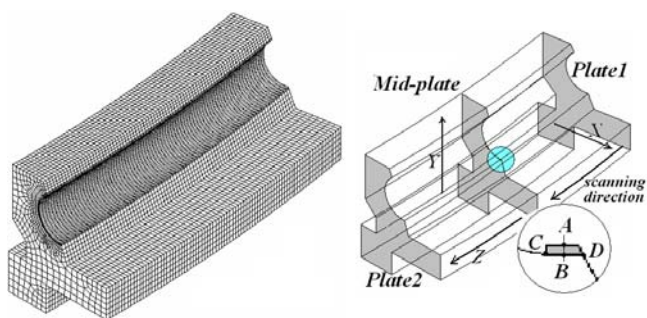 Plate1
Mid-plate
Y
X
scanning
direction
Z
A
C
D
B
Plate2